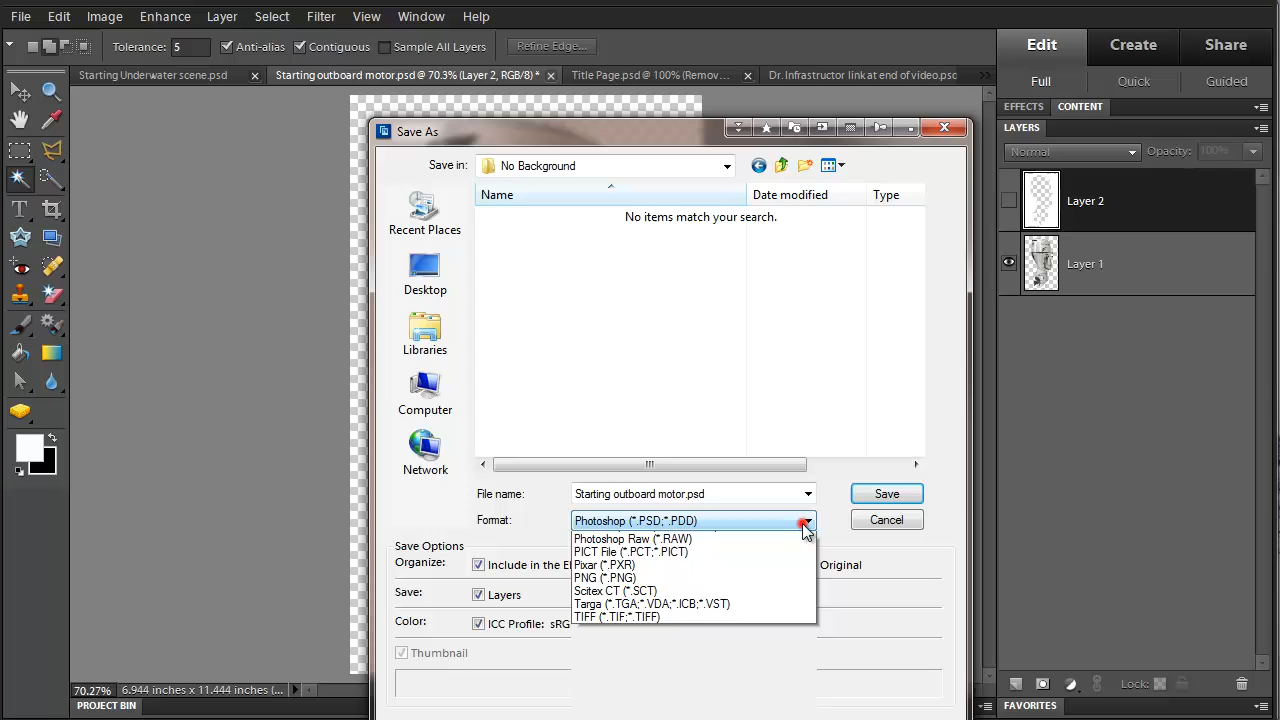 File Edit Image Enhance Layer Select Filter View Window Help
Tolerance: 5 Anti-alias Contiguous Sample All Layers Refine Edge...
Edit Create Share
Full Quick Guided
Starting Underwater scene.psd Starting outboard motor.psd @ 70.3% (Layer 2, RGB/8) * Title Page.psd @ 100% (Remov... Dr. Infrastructor link at end of video.psc
EFFECTS CONTENT
LAYERS
Normal Opacity: 100%
Layer 2
Layer 1
Save As
Save in: No Background
Name Date modified Type
No items match your search.
Recent Places
Desktop
Libraries
Computer
Network
File name: Starting outboard motor.psd Save
Format: Photoshop (*.PSD;*.PDD) Cancel
Photoshop Raw (*.RAW)
PICT File (*.PCT;*.PICT)
Pixar (*.PXR)
PNG (*.PNG)
Scitex CT (*.SCT)
Targa (*.TGA;*.VDA;*.ICB;*.VST)
TIFF (*.TIF;*.TIFF)
Save Options
Organize: Include in the El Original
Save: Layers
Color: ICC Profile: sRG
Thumbnail
70.27% 6.944 inches x 11.444 inches (...
Lock:
PROJECT BIN
FAVORITES